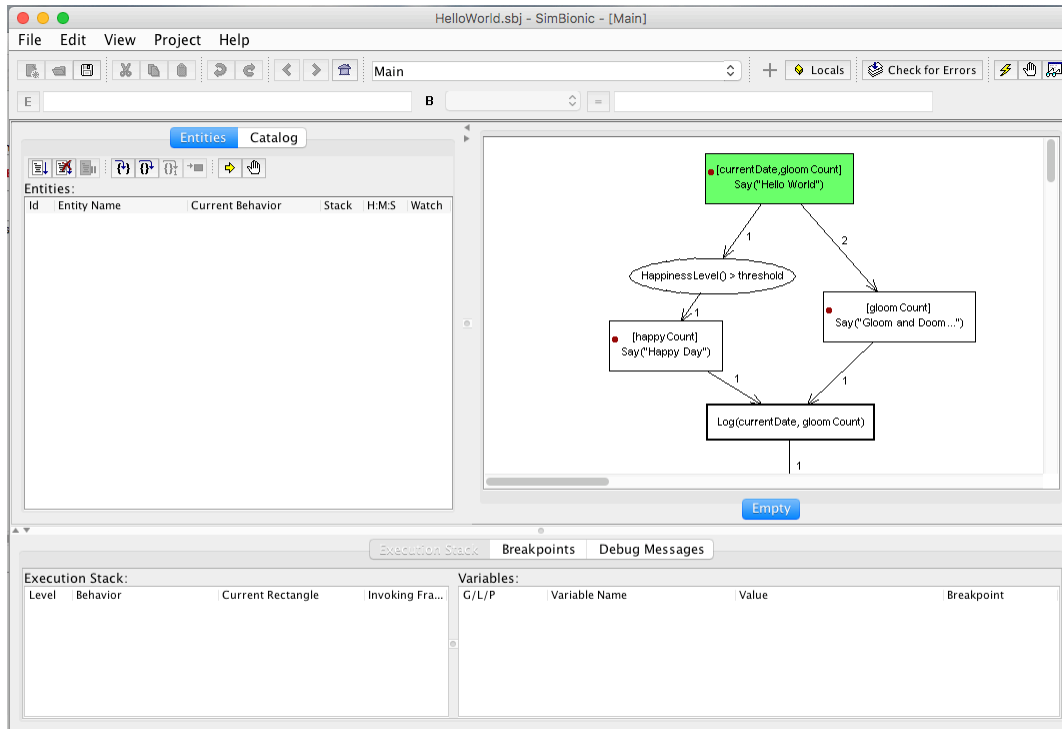 HelloWorld.sbj - SimBionic - [Main]
File Edit View Project Help
Main
Locals
Check for Errors
E
B
=
Entities Catalog
Entities:
Id Entity Name Current Behavior Stack H:M:S Watch
[currentDate,gloomCount]
Say("Hello World")
1
2
HappinessLevel() > threshold
1
[gloomCount]
Say("Gloom and Doom...")
[happyCount]
Say("Happy Day")
1
1
Log(currentDate, gloomCount)
1
Empty
Execution Stack Breakpoints Debug Messages
Execution Stack:
Level Behavior Current Rectangle Invoking Fra...
Variables:
G/L/P Variable Name Value Breakpoint